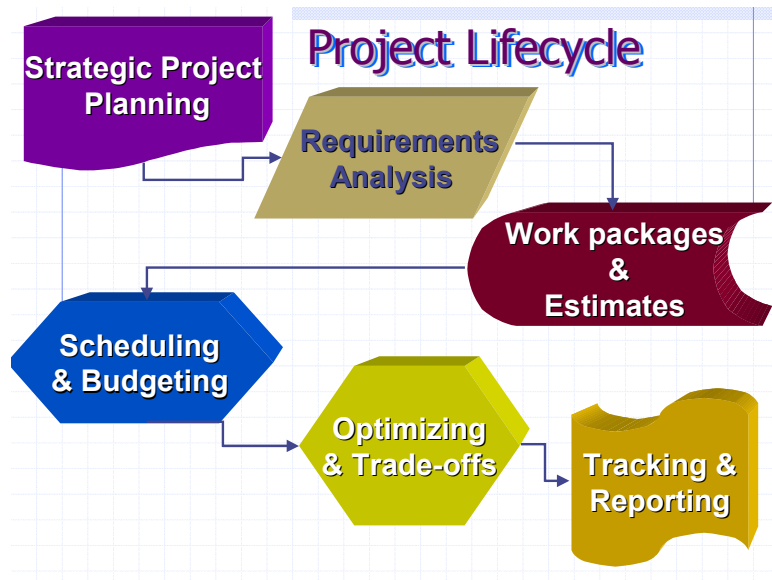 Project Lifecycle
Strategic Project
Planning
Requirements
Analysis
Work packages
&
Estimates
Scheduling
& Budgeting
Optimizing
& Trade-offs
Tracking &
Reporting